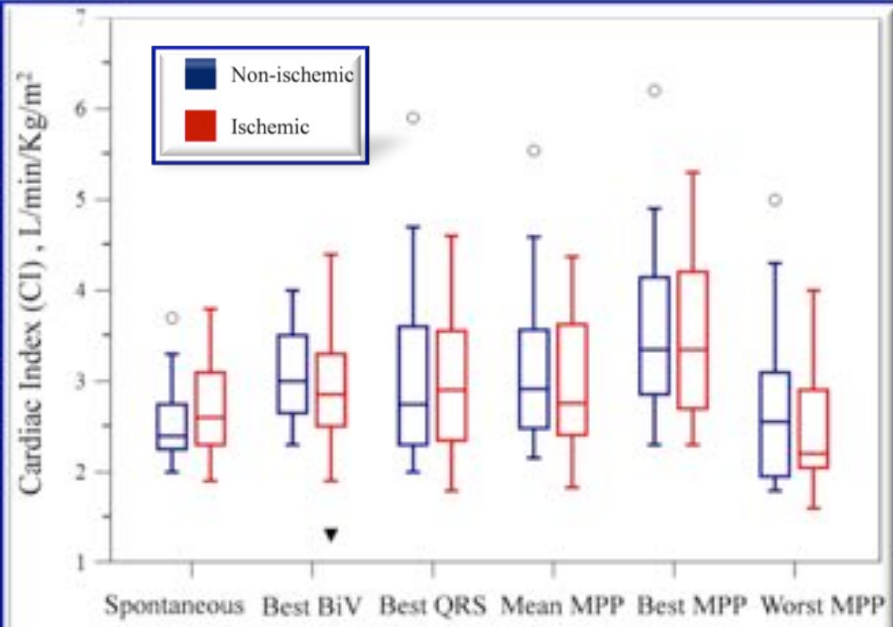 Cardiac Index (CI) , L/min/Kg/m²
7
6
5
4
3
2
1
Non-ischemic
Ischemic
Spontaneous Best BiV Best QRS Mean MPP Best MPP Worst MPP